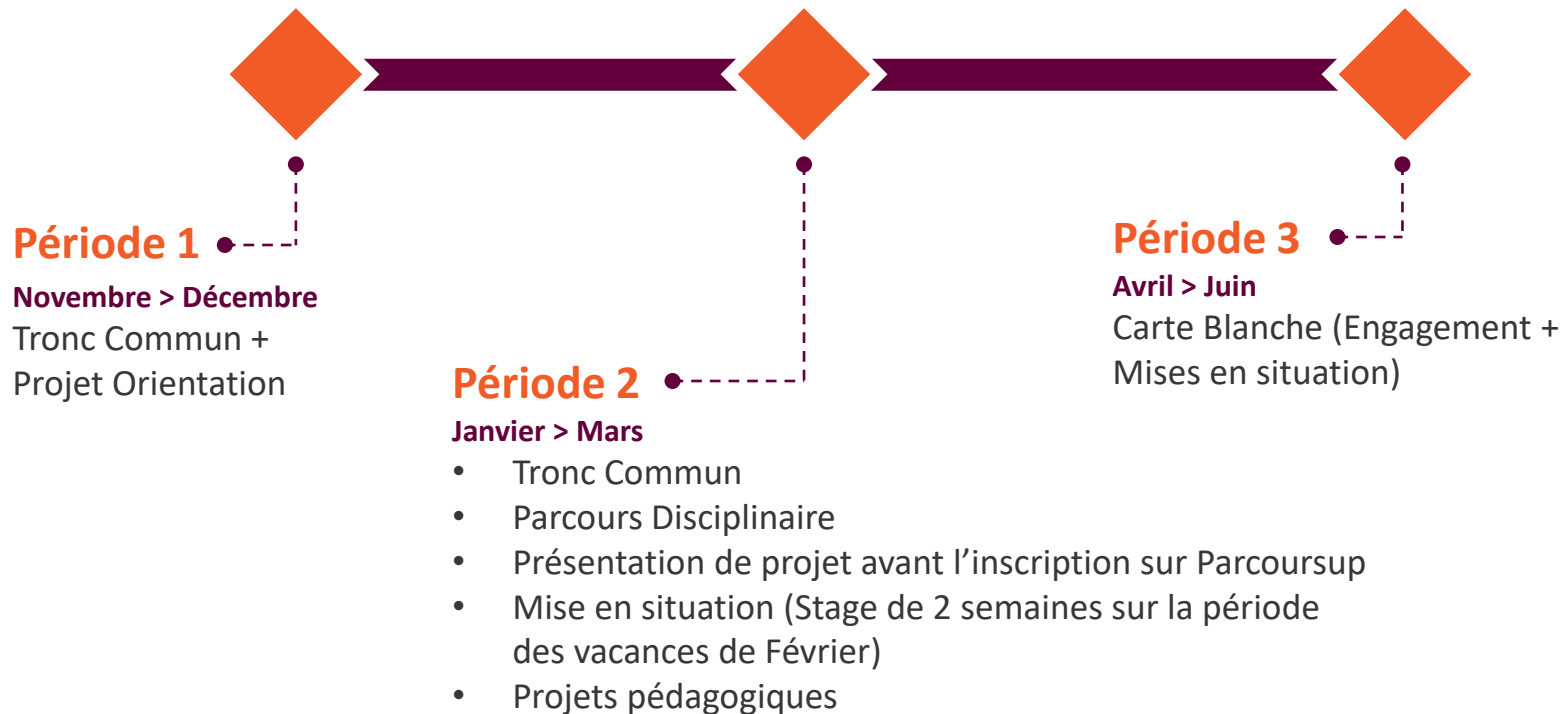 Période 1
Novembre > Décembre
Tronc Commun +
Projet Orientation
Période 2
Janvier > Mars
• Tronc Commun
• Parcours Disciplinaire
• Présentation de projet avant l’inscription sur Parcoursup
• Mise en situation (Stage de 2 semaines sur la période
des vacances de Février)
• Projets pédagogiques
Période 3
Avril > Juin
Carte Blanche (Engagement +
Mises en situation)